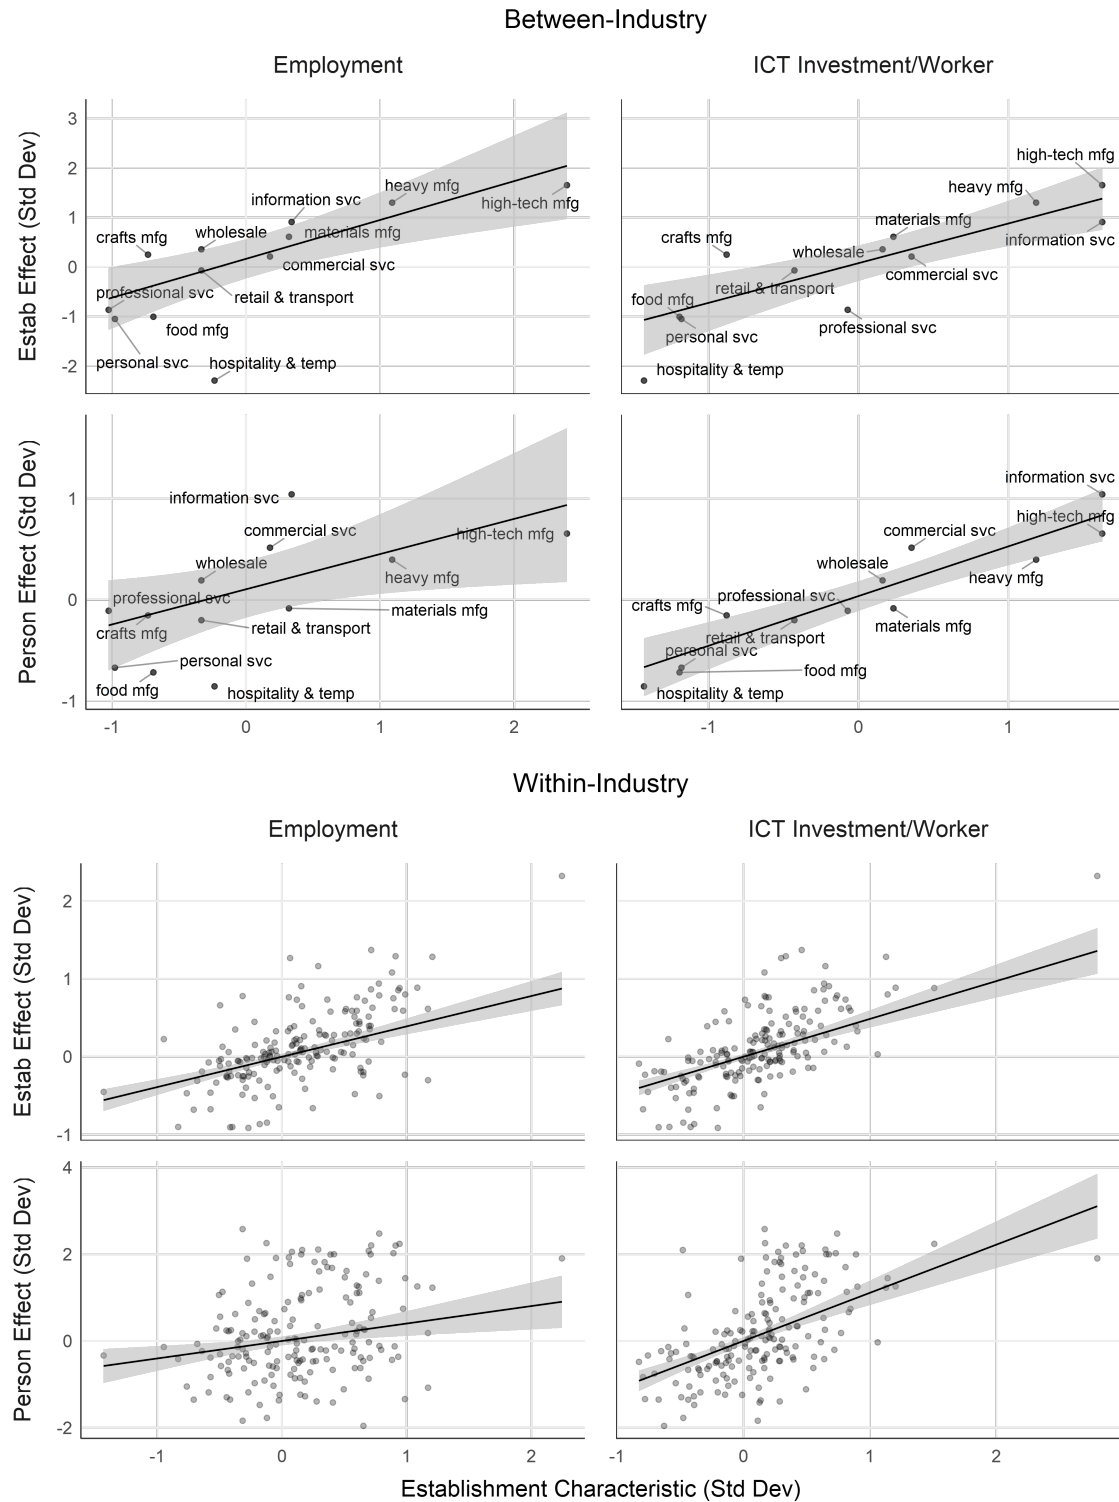 Between-Industry
Employment
ICT Investment/Worker
Estab Effect (Std Dev)
3
2
1
0
-1
-2
crafts mfg
wholesale
information svc
heavy mfg
high-tech mfg
materials mfg
commercial svc
professional svc
retail & transport
food mfg
personal svc
hospitality & temp
high-tech mfg
heavy mfg
materials mfg
information svc
crafts mfg
wholesale
commercial svc
retail & transport
food mfg
professional svc
personal svc
hospitality & temp
Person Effect (Std Dev)
1
0
-1
information svc
commercial svc
high-tech mfg
wholesale
heavy mfg
professional svc
materials mfg
crafts mfg
retail & transport
personal svc
food mfg
hospitality & temp
information svc
high-tech mfg
commercial svc
wholesale
heavy mfg
professional svc
crafts mfg
materials mfg
retail & transport
personal svc
food mfg
hospitality & temp
-1
0
1
2
-1
0
1
Within-Industry
Employment
ICT Investment/Worker
Estab Effect (Std Dev)
2
1
0
-1
Person Effect (Std Dev)
4
2
0
-2
-1
0
1
2
-1
0
1
2
Establishment Characteristic (Std Dev)